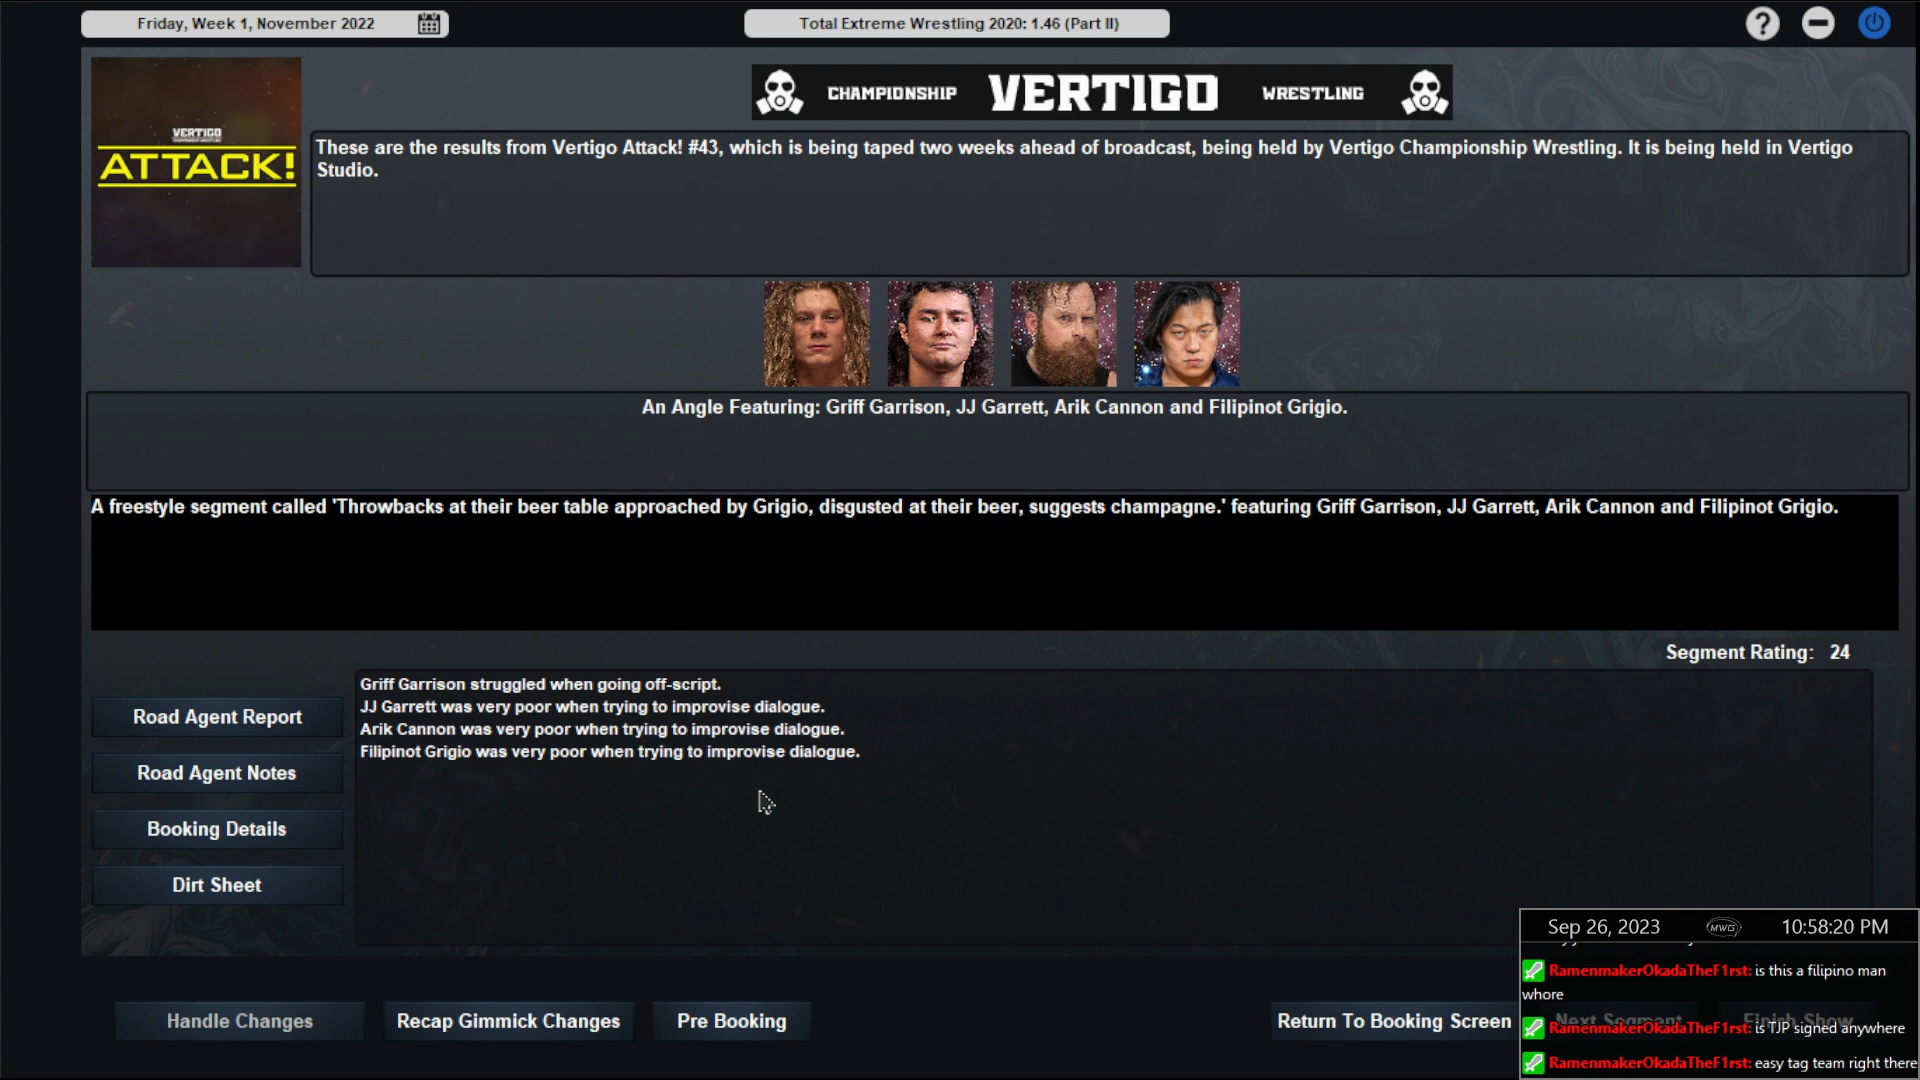 Friday, Week 1, November 2022
Total Extreme Wrestling 2020: 1.46 (Part II)
?
VERTIGO
ATTACK!
CHAMPIONSHIP VERTIGO WRESTLING
These are the results from Vertigo Attack! #43, which is being taped two weeks ahead of broadcast, being held by Vertigo Championship Wrestling. It is being held in Vertigo
Studio.
An Angle Featuring: Griff Garrison, JJ Garrett, Arik Cannon and Filipinot Grigio.
A freestyle segment called 'Throwbacks at their beer table approached by Grigio, disgusted at their beer, suggests champagne.' featuring Griff Garrison, JJ Garrett, Arik Cannon and Filipinot Grigio.
Segment Rating: 24
Griff Garrison struggled when going off-script.
JJ Garrett was very poor when trying to improvise dialogue.
Arik Cannon was very poor when trying to improvise dialogue.
Filipinot Grigio was very poor when trying to improvise dialogue.
Road Agent Report
Road Agent Notes
Booking Details
Dirt Sheet
Sep 26, 2023 MWG 10:58:20 PM
RamenmakerOkadaTheF1rst: is this a filipino man
whore
RamenmakerOkadaTheF1rst: is TJP signed anywhere
RamenmakerOkadaTheF1rst: easy tag team right there
Handle Changes
Recap Gimmick Changes
Pre Booking
Return To Booking Screen
Next Segment
Finish Show